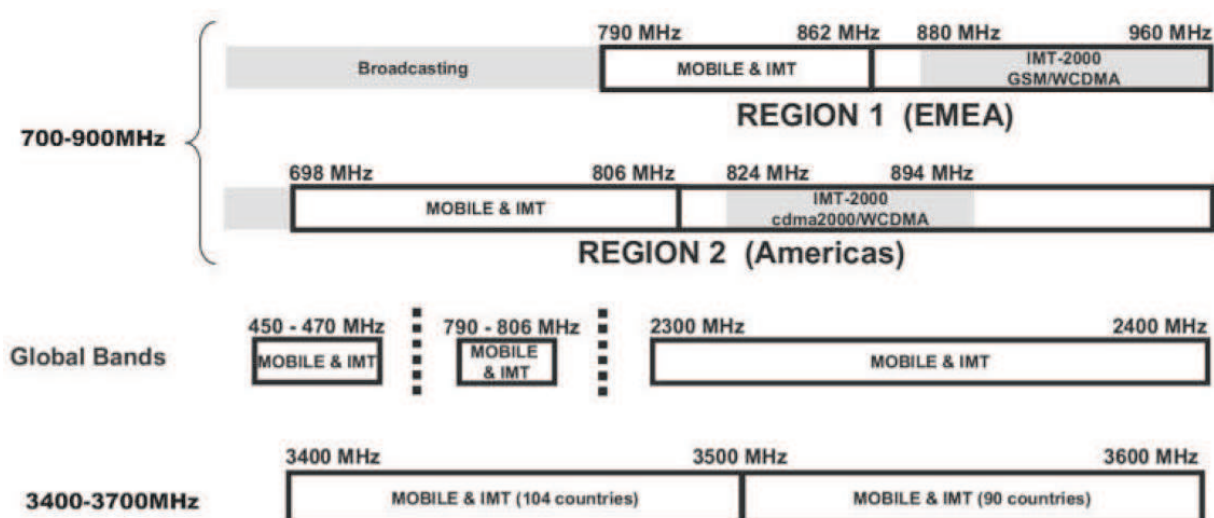 790 MHz 862 MHz 880 MHz 960 MHz
Broadcasting MOBILE & IMT IMT-2000
GSM/WCDMA
REGION 1 (EMEA)
700-900MHz
698 MHz 806 MHz 824 MHz 894 MHz
MOBILE & IMT IMT-2000
cdma2000/WCDMA
REGION 2 (Americas)
450 - 470 MHz 790 - 806 MHz 2300 MHz 2400 MHz
Global Bands MOBILE & IMT MOBILE
& IMT MOBILE & IMT
3400 MHz 3500 MHz 3600 MHz
3400-3700MHz MOBILE & IMT (104 countries) MOBILE & IMT (90 countries)